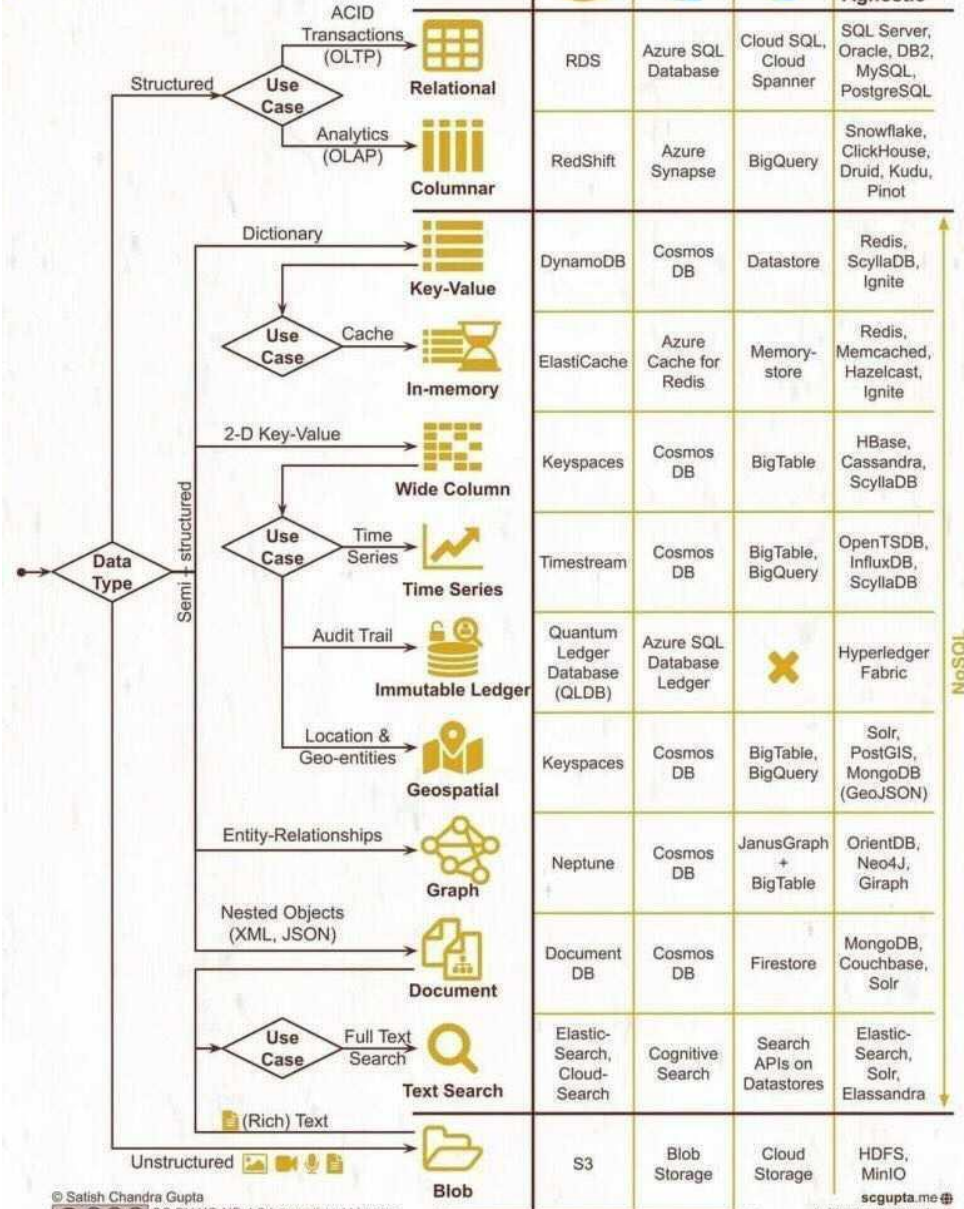 Agnostic
ACID
Transactions
(OLTP)
Structured
Use
Case
Relational
RDS
Azure SQL
Database
Cloud SQL,
Cloud
Spanner
SQL Server,
Oracle, DB2,
MySQL,
PostgreSQL
Analytics
(OLAP)
Columnar
RedShift
Azure
Synapse
BigQuery
Snowflake,
ClickHouse,
Druid, Kudu,
Pinot
Dictionary
Key-Value
DynamoDB
Cosmos
DB
Datastore
Redis,
ScyllaDB,
Ignite
Use
Case
Cache
In-memory
ElastiCache
Azure
Cache for
Redis
Memory-
store
Redis,
Memcached,
Hazelcast,
Ignite
2-D Key-Value
Wide Column
Keyspaces
Cosmos
DB
BigTable
HBase,
Cassandra,
ScyllaDB
Data
Type
Semi - structured
Use
Case
Time
Series
Time Series
Timestream
Cosmos
DB
BigTable,
BigQuery
OpenTSDB,
InfluxDB,
ScyllaDB
Audit Trail
Immutable Ledger
Quantum
Ledger
Database
(QLDB)
Azure SQL
Database
Ledger
Hyperledger
Fabric
NoSQL
Location &
Geo-entities
Geospatial
Keyspaces
Cosmos
DB
BigTable,
BigQuery
Solr,
PostGIS,
MongoDB
(GeoJSON)
Entity-Relationships
Graph
Neptune
Cosmos
DB
JanusGraph
+
BigTable
OrientDB,
Neo4J,
Giraph
Nested Objects
(XML, JSON)
Document
Document
DB
Cosmos
DB
Firestore
MongoDB,
Couchbase,
Solr
Use
Case
Full Text
Search
Text Search
Elastic-
Search,
Cloud-
Search
Cognitive
Search
Search
APIs on
Datastores
Elastic-
Search,
Solr,
Elassandra
(Rich) Text
Unstructured
Blob
S3
Blob
Storage
Cloud
Storage
HDFS,
MinIO
© Satish Chandra Gupta
scgupta.me